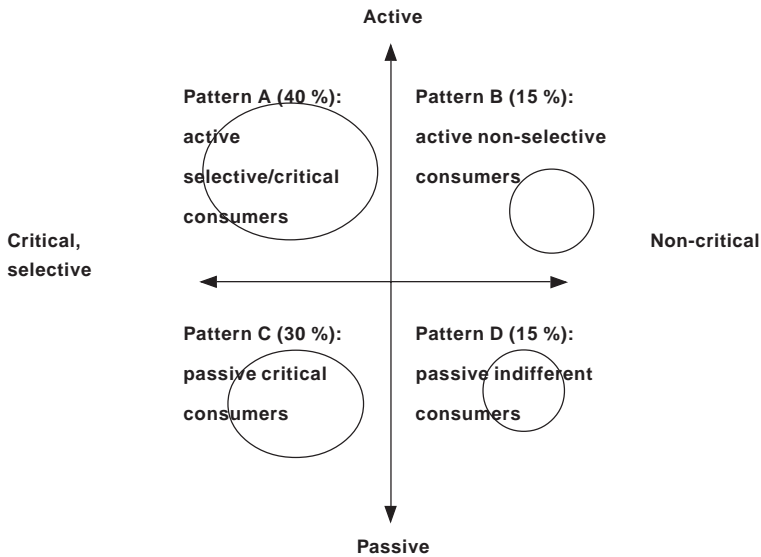 Active
Pattern A (40 %):
active
selective/critical
consumers
Pattern B (15 %):
active non-selective
consumers
Critical,
selective
Non-critical
Pattern C (30 %):
passive critical
consumers
Pattern D (15 %):
passive indifferent
consumers
Passive